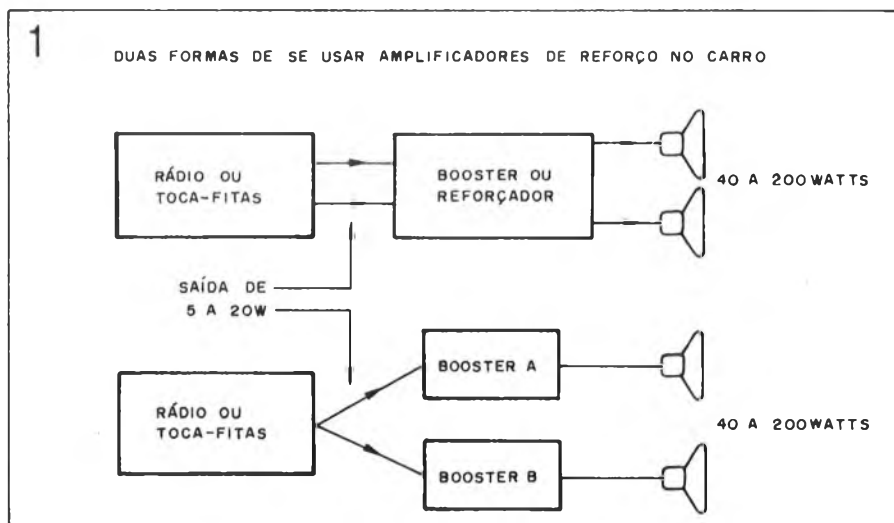 1
DUAS FORMAS DE SE USAR AMPLIFICADORES DE REFORÇO NO CARRO
RÁDIO OU
TOCA-FITAS
BOOSTER OU
REFORÇADOR
40 A 200WATTS
SAÍDA DE
5 A 20W
RÁDIO OU
TOCA-FITAS
BOOSTER A
BOOSTER B
40 A 200WATTS